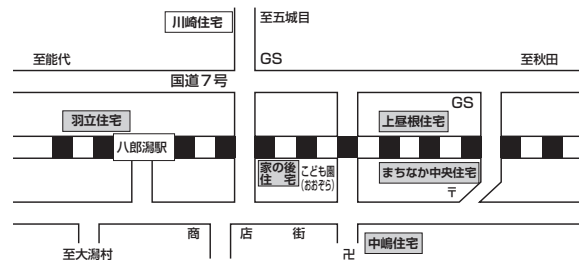 川崎住宅
至五城目
至能代
GS
至秋田
国道7号
GS
羽立住宅
上昼根住宅
八郎潟駅
家の後
住宅
こども園
(おおぞら)
まちなか中央住宅
〒
商店街
卍
中嶋住宅
至大潟村